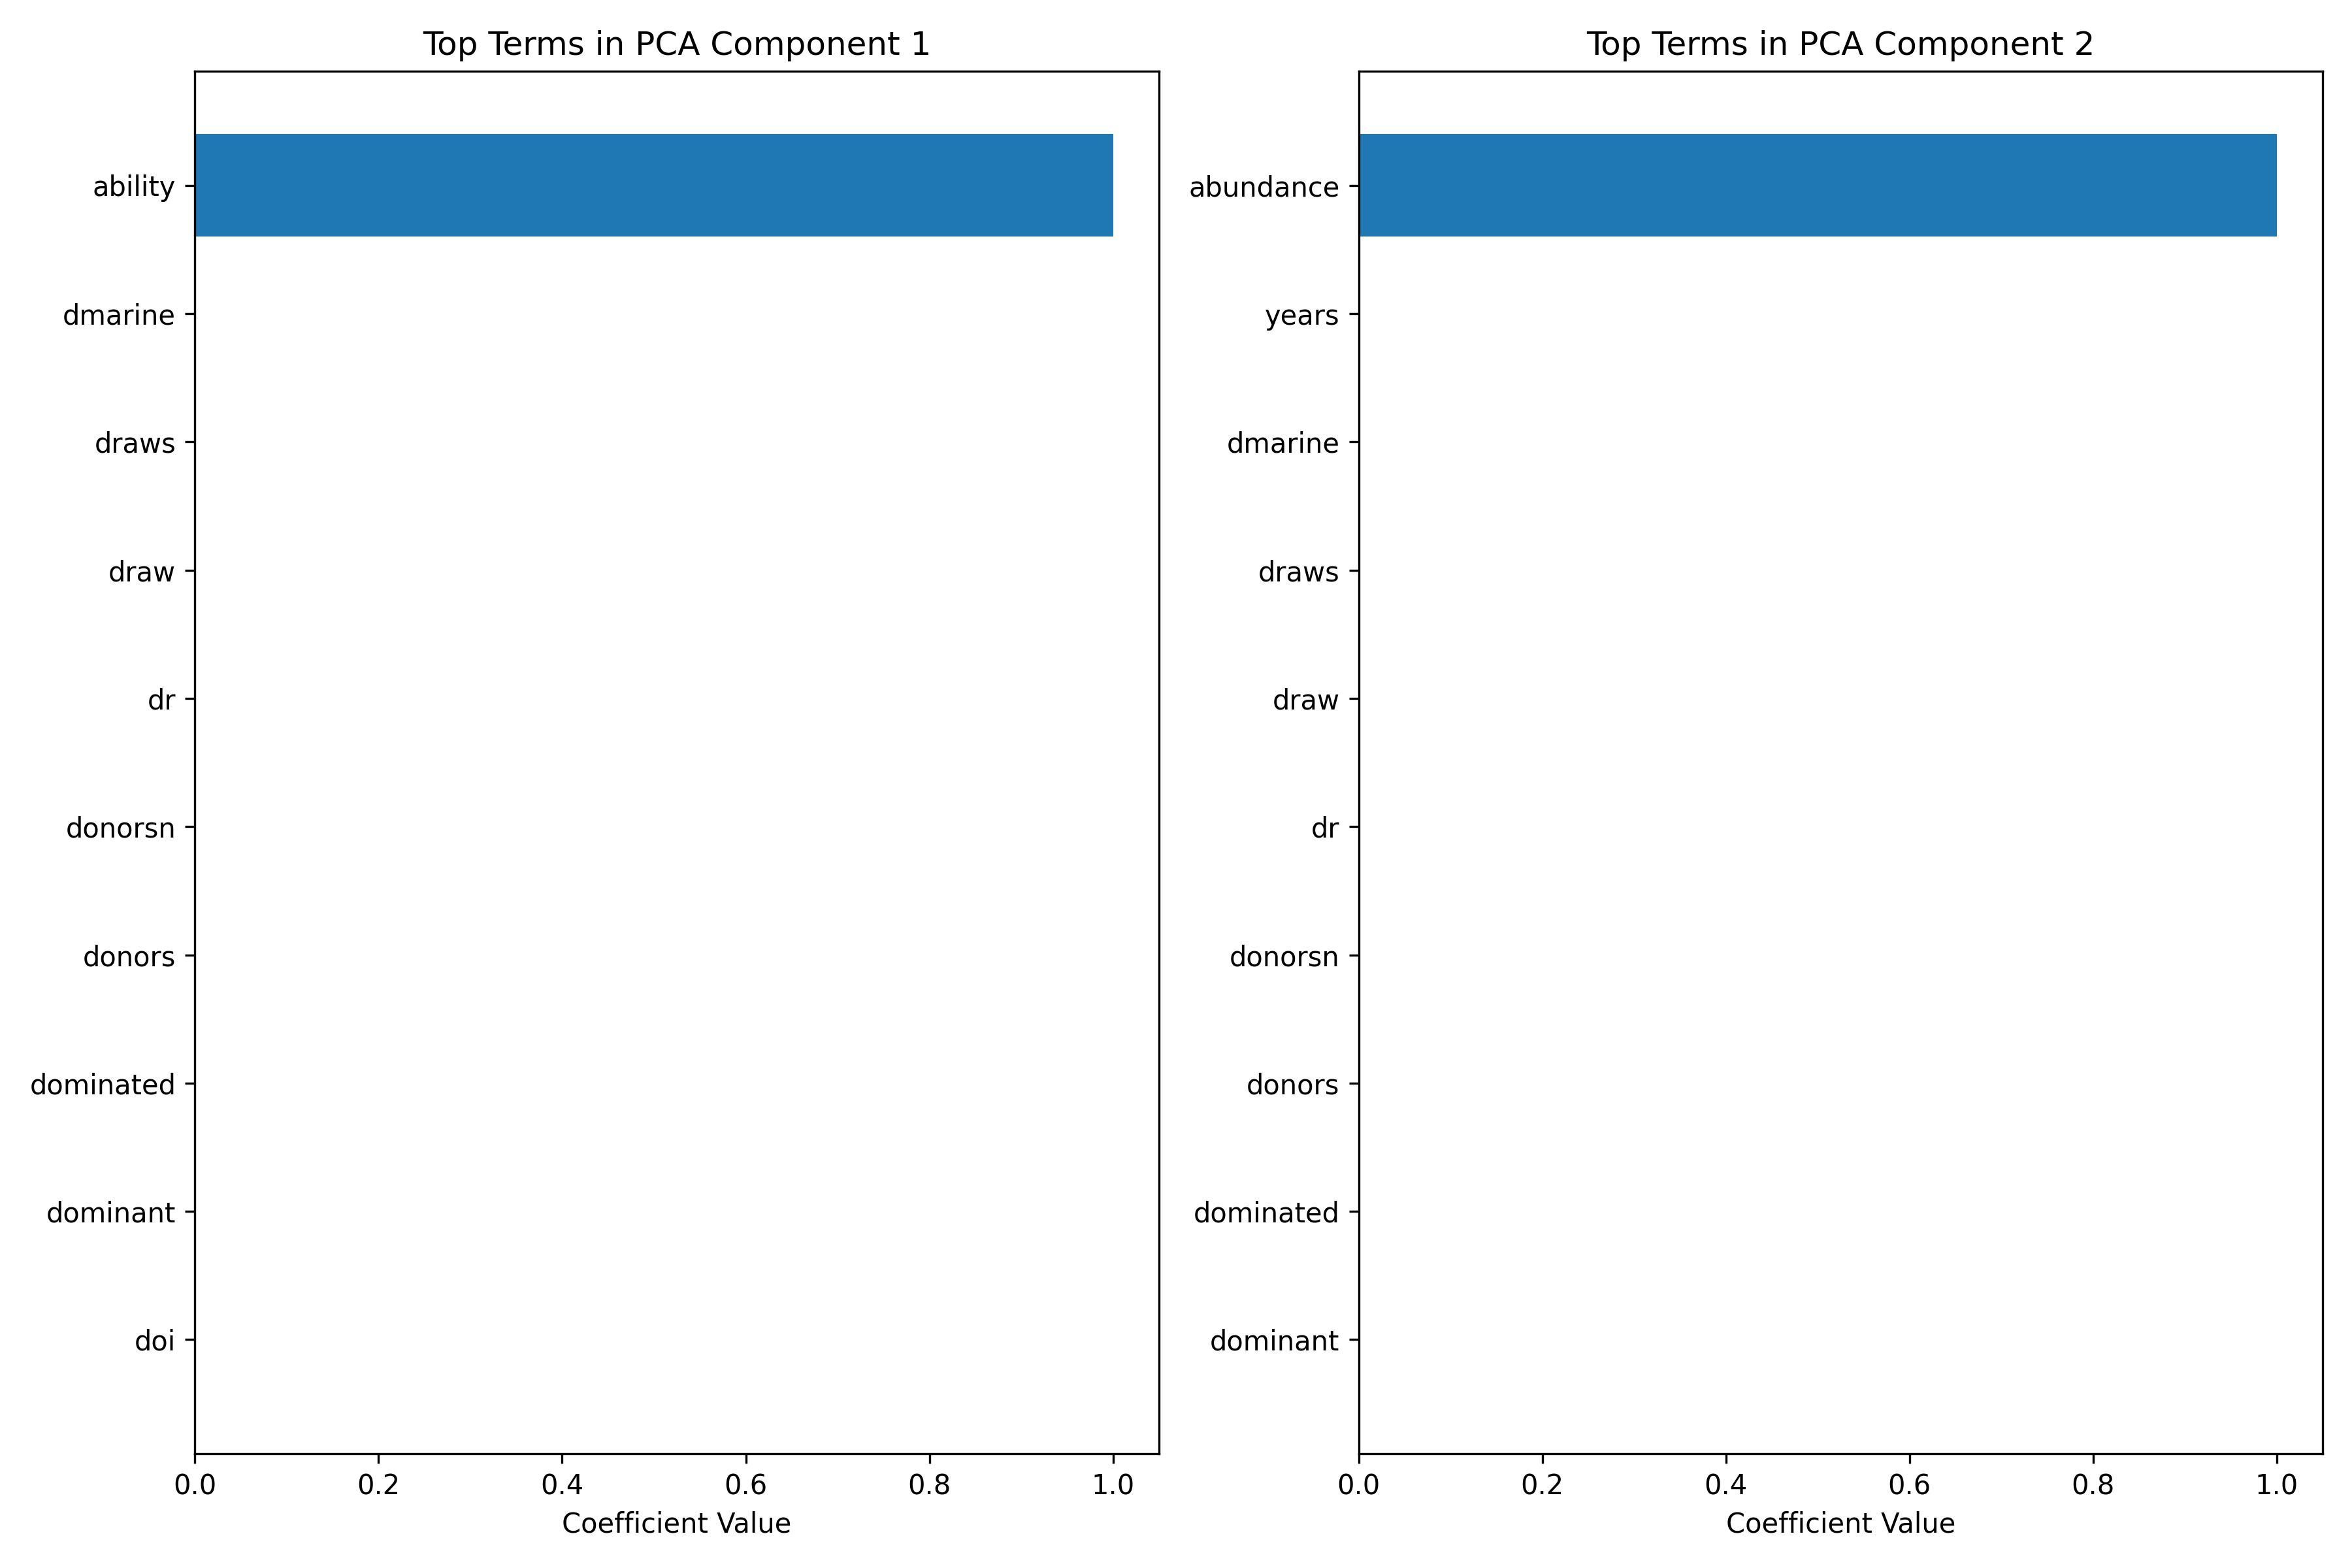 Top Terms in PCA Component 1
ability
dmarine
draws
draw
dr
donorsn
donors
dominated
dominant
doi
0.0 0.2 0.4 0.6 0.8 1.0
Coefficient Value
Top Terms in PCA Component 2
abundance
years
dmarine
draws
draw
dr
donorsn
donors
dominated
dominant
0.0 0.2 0.4 0.6 0.8 1.0
Coefficient Value